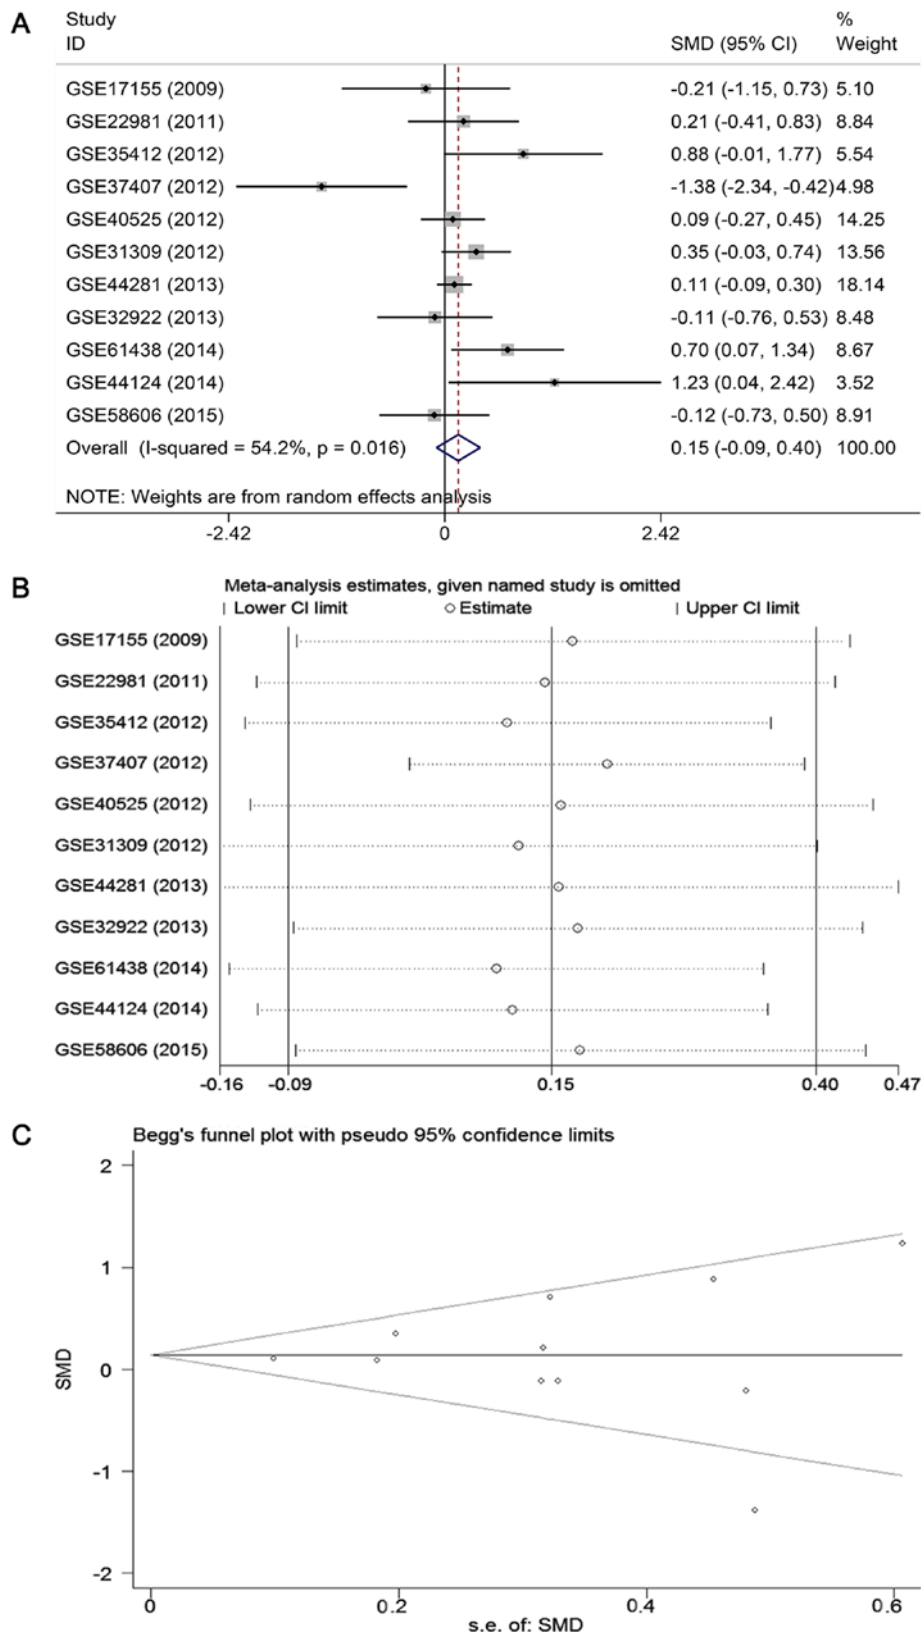 A
Study
ID
SMD (95% CI)
%
Weight
GSE17155 (2009) -0.21 (-1.15, 0.73) 5.10
GSE22981 (2011) 0.21 (-0.41, 0.83) 8.84
GSE35412 (2012) 0.88 (-0.01, 1.77) 5.54
GSE37407 (2012) -1.38 (-2.34, -0.42) 4.98
GSE40525 (2012) 0.09 (-0.27, 0.45) 14.25
GSE31309 (2012) 0.35 (-0.03, 0.74) 13.56
GSE44281 (2013) 0.11 (-0.09, 0.30) 18.14
GSE32922 (2013) -0.11 (-0.76, 0.53) 8.48
GSE61438 (2014) 0.70 (0.07, 1.34) 8.67
GSE44124 (2014) 1.23 (0.04, 2.42) 3.52
GSE58606 (2015) -0.12 (-0.73, 0.50) 8.91
Overall (I-squared = 54.2%, p = 0.016) 0.15 (-0.09, 0.40) 100.00
NOTE: Weights are from random effects analysis
-2.42 0 2.42
B
Meta-analysis estimates, given named study is omitted
Lower CI limit Estimate Upper CI limit
GSE17155 (2009)
GSE22981 (2011)
GSE35412 (2012)
GSE37407 (2012)
GSE40525 (2012)
GSE31309 (2012)
GSE44281 (2013)
GSE32922 (2013)
GSE61438 (2014)
GSE44124 (2014)
GSE58606 (2015)
-0.16 -0.09 0.15 0.40 0.47
C
Begg's funnel plot with pseudo 95% confidence limits
2
1
0
-1
-2
SMD
0 0.2 0.4 0.6
s.e. of: SMD